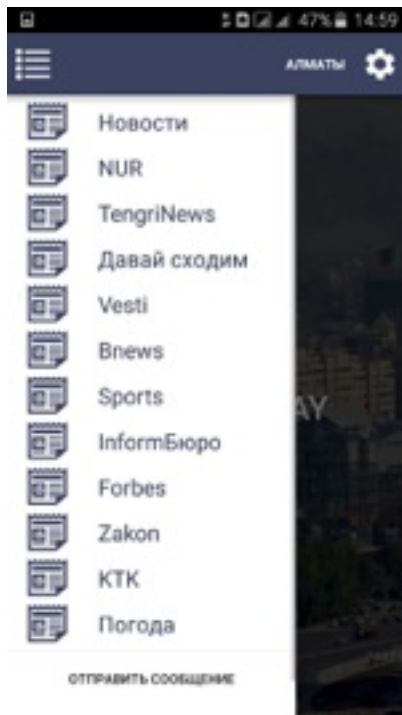 47% 14:59
АЛМАТЫ
Новости
NUR
TengriNews
Давай сходим
Vesti
Bnews
Sports
InformБюро
Forbes
Zakon
КТК
Погода
AY
ОТПРАВИТЬ СООБЩЕНИЕ